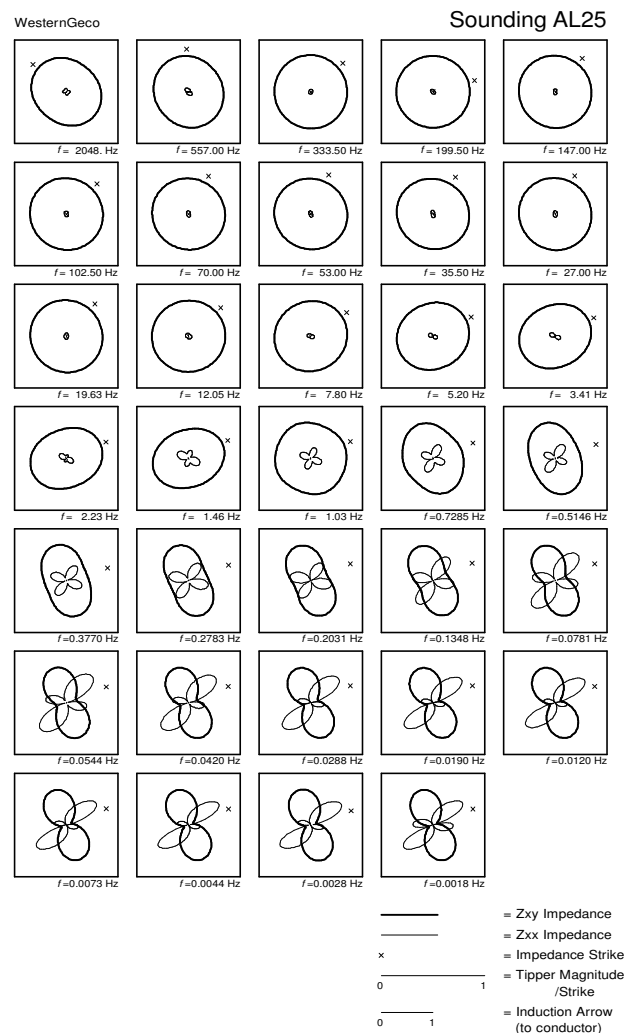 WesternGeco Sounding AL25
f= 2048. Hz f= 557.00 Hz f= 333.50 Hz f= 199.50 Hz f= 147.00 Hz
f= 102.50 Hz f= 70.00 Hz f= 53.00 Hz f= 35.50 Hz f= 27.00 Hz
f= 19.63 Hz f= 12.05 Hz f= 7.80 Hz f= 5.20 Hz f= 3.41 Hz
f= 2.23 Hz f= 1.46 Hz f= 1.03 Hz f=0.7285 Hz f=0.5146 Hz
f=0.3770 Hz f=0.2783 Hz f=0.2031 Hz f=0.1348 Hz f=0.0781 Hz
f=0.0544 Hz f=0.0420 Hz f=0.0288 Hz f=0.0190 Hz f=0.0120 Hz
f=0.0073 Hz f=0.0044 Hz f=0.0028 Hz f=0.0018 Hz
= Zxy Impedance
= Zxx Impedance
× = Impedance Strike
= Tipper Magnitude
0 1 /Strike
= Induction Arrow
0 1 (to conductor)